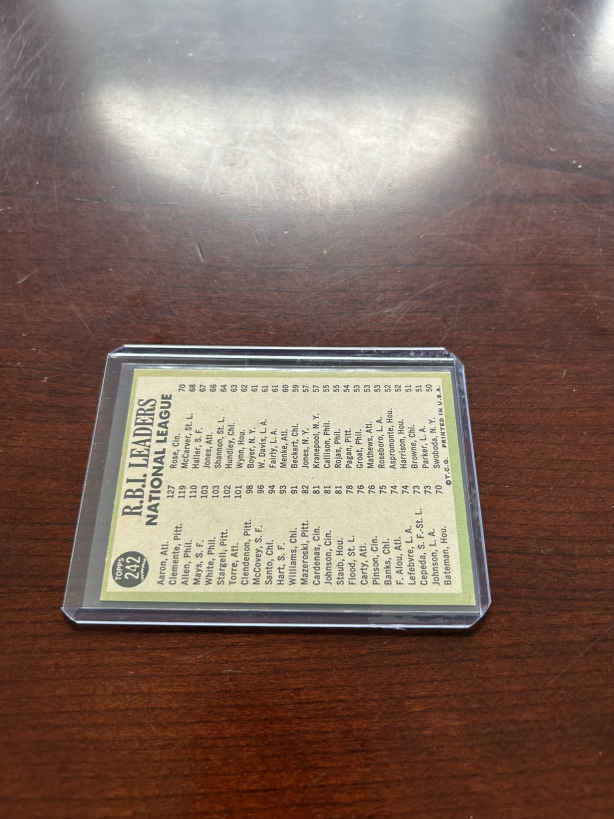 TOPPS
242
R.B.I. LEADERS
NATIONAL LEAGUE
Aaron, Atl. 127
Clemente, Pitt. 119
Allen, Phil. 110
Mays, S. F. 103
White, Phil. 103
Stargell, Pitt. 102
Torre, Atl. 101
Clendenon, Pitt. 98
McCovey, S. F. 96
Santo, Chi. 94
Hart, S. F. 93
Williams, Chi. 91
Mazeroski, Pitt. 82
Cardenas, Cin. 81
Johnson, Cin. 81
Staub, Hou. 81
Flood, St. L. 78
Carty, Atl. 76
Pinson, Cin. 76
Banks, Chi. 75
F. Alou, Atl. 74
Lefebvre, L. A. 74
Cepeda, S. F.-St. L. 73
Johnson, L. A. 73
Bateman, Hou. 70
Rose, Cin. 70
McCarver, St. L. 68
Haller, S. F. 67
Jones, Atl. 66
Shannon, St. L. 64
Hundley, Chi. 63
Wynn, Hou. 62
Boyer, N. Y. 61
W. Davis, L. A. 61
Fairly, L. A. 61
Menke, Atl. 60
Beckert, Chi. 59
Jones, N. Y. 57
Kranepool, N. Y. 57
Callison, Phil. 55
Rojas, Phil. 55
Pagan, Pitt. 54
Groat, Phil. 53
Mathews, Atl. 53
Roseboro, L. A. 53
Aspromonte, Hou. 52
Harrison, Hou. 52
Browne, Chi. 51
Parker, L. A. 51
Swoboda, N. Y. 50
© T. C. G. PRINTED IN U.S.A.